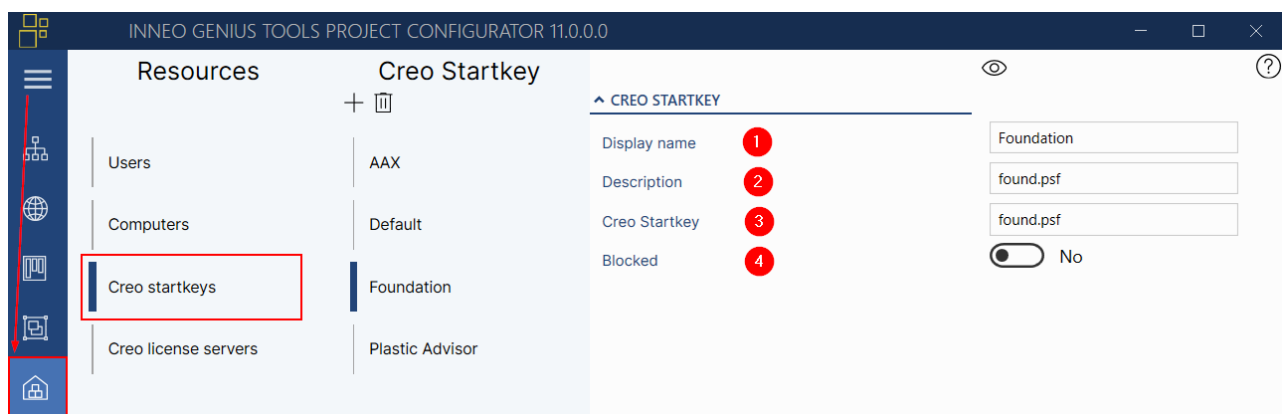 INNEO GENIUS TOOLS PROJECT CONFIGURATOR 11.0.0.0
Resources
Users
Computers
Creo startkeys
Creo license servers
Creo Startkey
AAX
Default
Foundation
Plastic Advisor
CREO STARTKEY
Display name 1 Foundation
Description 2 found.psf
Creo Startkey 3 found.psf
Blocked 4 No